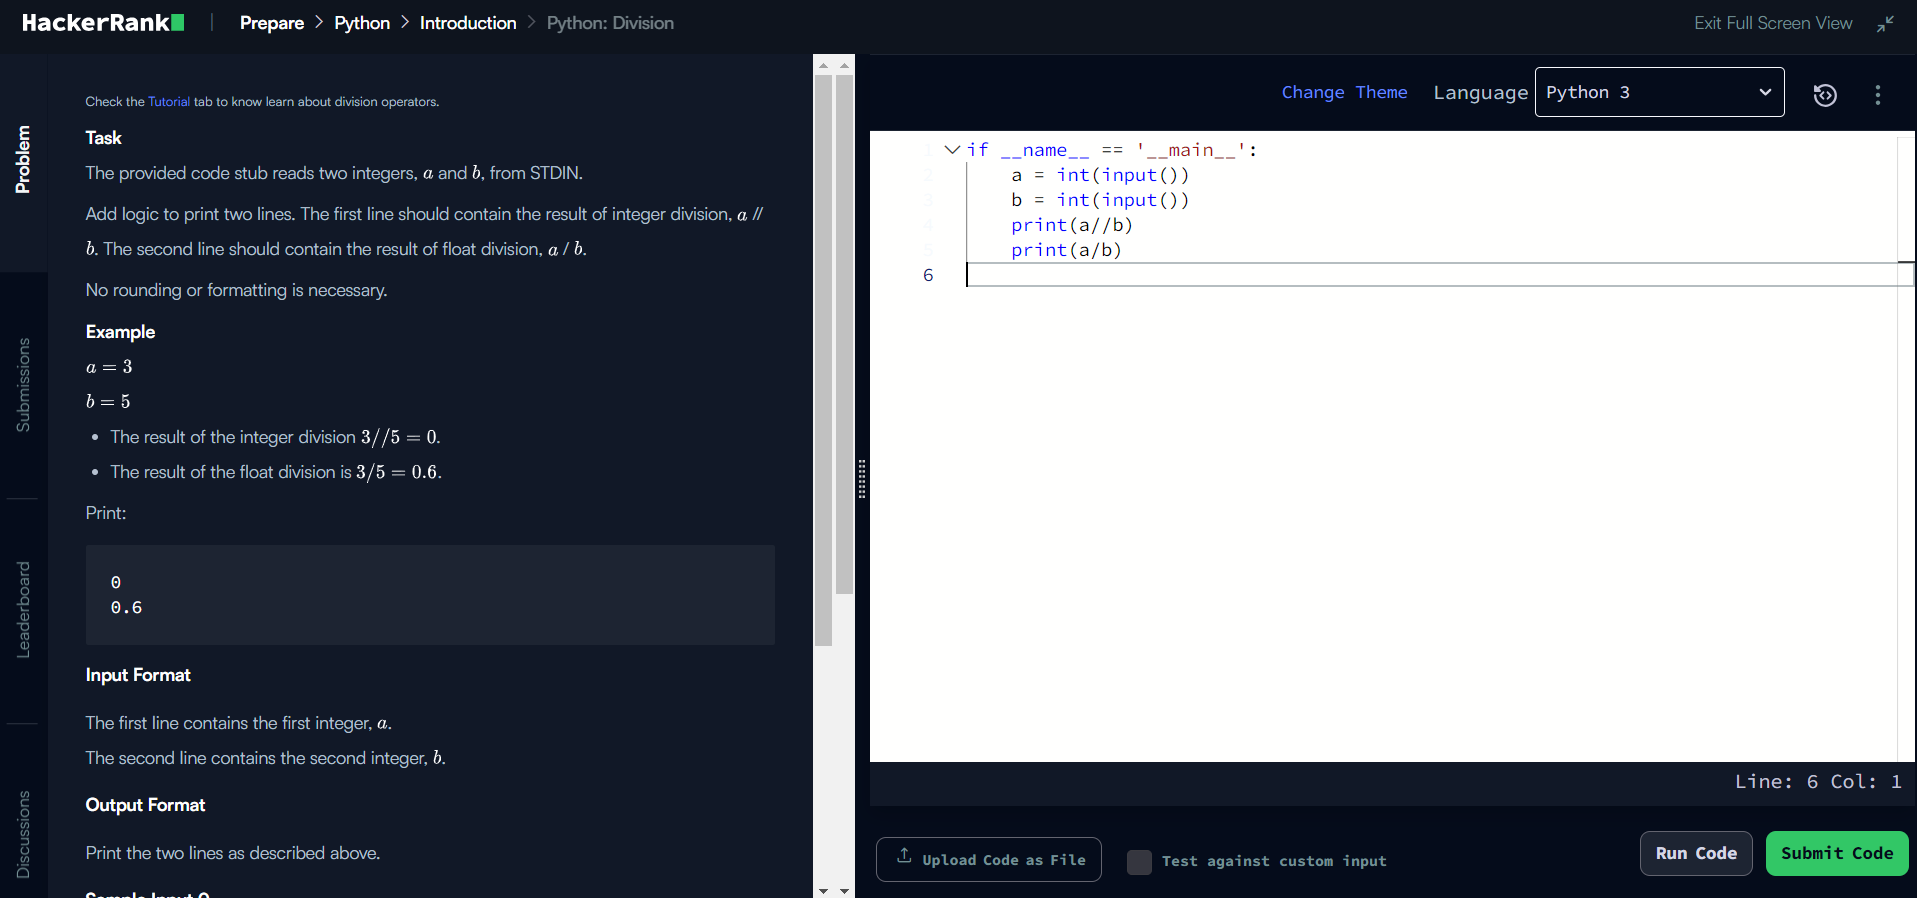 HackerRank | Prepare > Python > Introduction > Python: Division
Exit Full Screen View
Problem
Submissions
Leaderboard
Discussions
Check the Tutorial tab to know learn about division operators.
Task
The provided code stub reads two integers, a and b, from STDIN.
Add logic to print two lines. The first line should contain the result of integer division, a //
b. The second line should contain the result of float division, a / b.
No rounding or formatting is necessary.
Example
a = 3
b = 5
• The result of the integer division 3//5 = 0.
• The result of the float division is 3/5 = 0.6.
Print:
0
0.6
Input Format
The first line contains the first integer, a.
The second line contains the second integer, b.
Output Format
Print the two lines as described above.
Sample Input 0
Change Theme Language Python 3
1 if __name__ == '__main__':
2 a = int(input())
3 b = int(input())
4 print(a//b)
5 print(a/b)
6
Line: 6 Col: 1
Upload Code as File
Test against custom input
Run Code
Submit Code